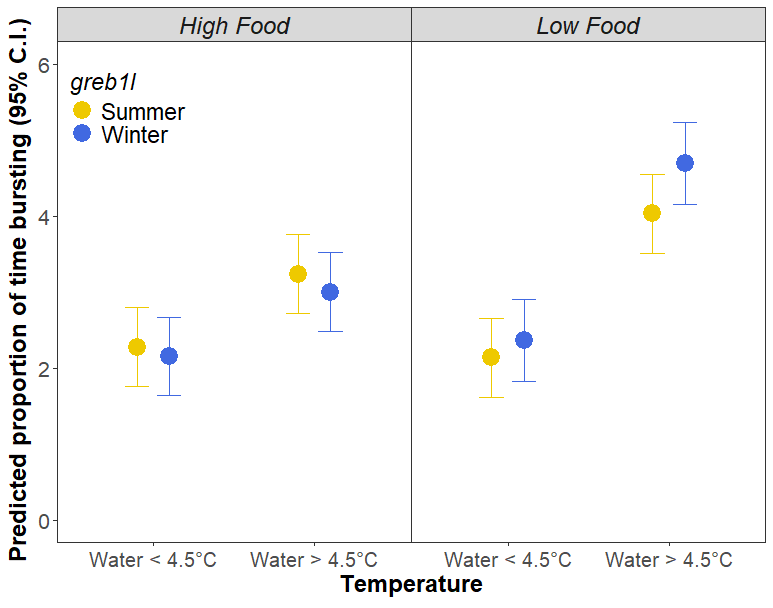 High Food
Low Food
Predicted proportion of time bursting (95% C.I.)
6
4
2
0
greb1l
Summer
Winter
Water < 4.5°C
Water > 4.5°C
Water < 4.5°C
Water > 4.5°C
Temperature